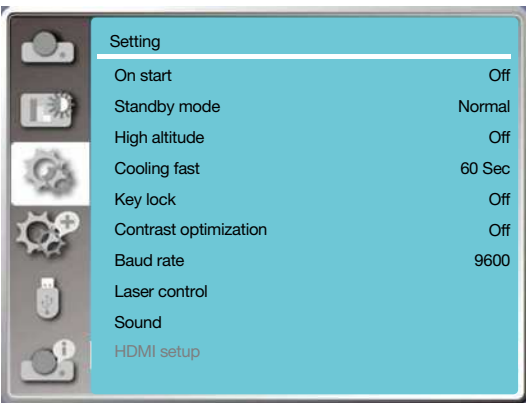 Setting
On start Off
Standby mode Normal
High altitude Off
Cooling fast 60 Sec
Key lock Off
Contrast optimization Off
Baud rate 9600
Laser control
Sound
HDMI setup